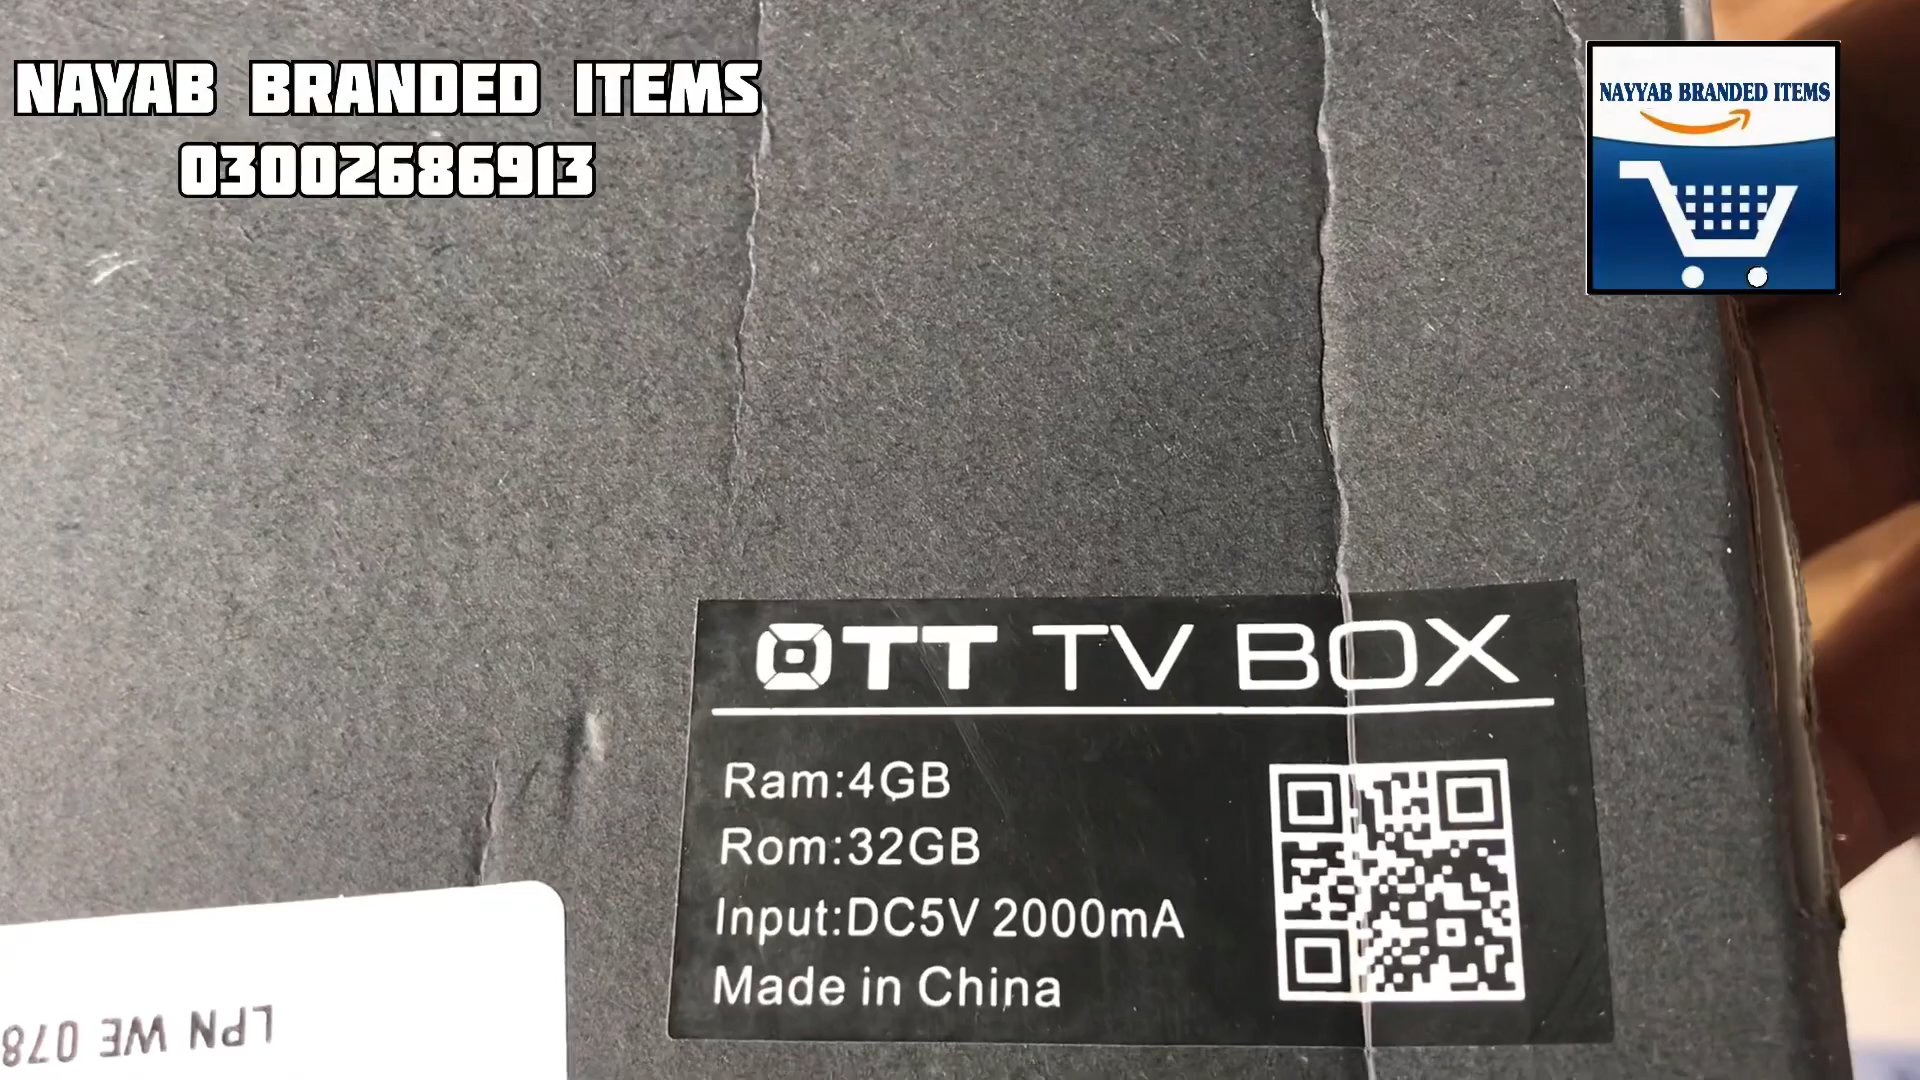 NAYAB BRANDED ITEMS
03002686913
NAYYAB BRANDED ITEMS
OTT TV BOX
Ram:4GB
Rom:32GB
Input:DC5V 2000mA
Made in China
LPN WE 078